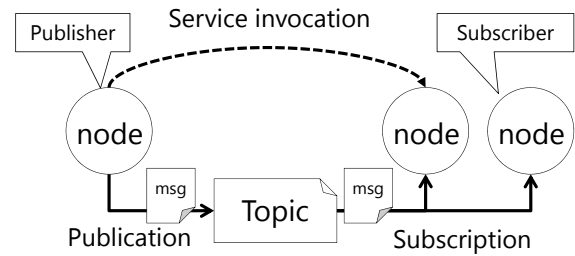 Service invocation
Publisher
Subscriber
node
node
node
msg
Topic
msg
Publication
Subscription